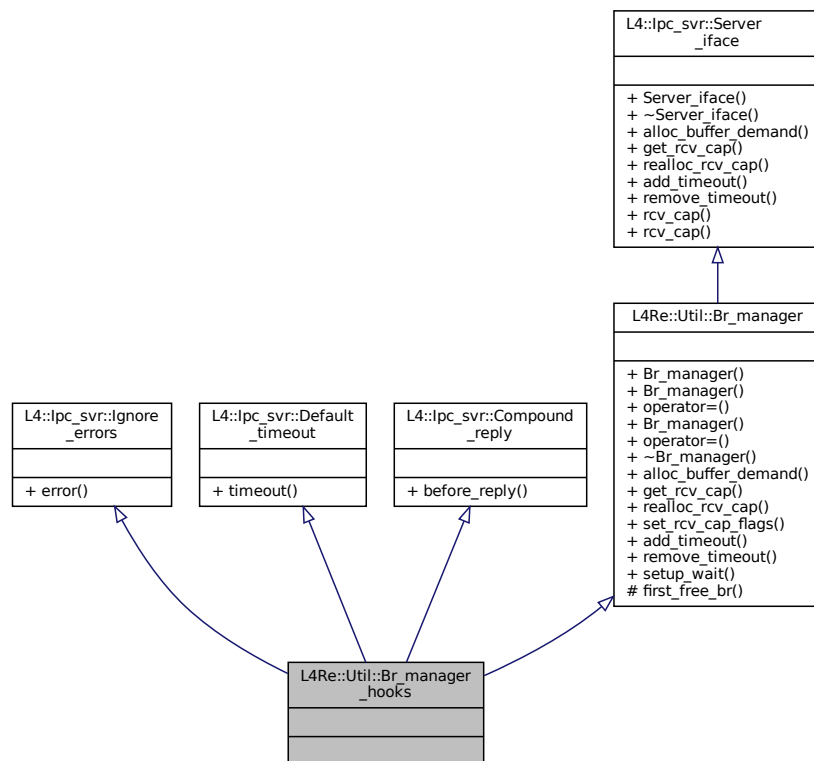 L4::Ipc_svr::Server
_iface
+ Server_iface()
+ ~Server_iface()
+ alloc_buffer_demand()
+ get_rcv_cap()
+ realloc_rcv_cap()
+ add_timeout()
+ remove_timeout()
+ rcv_cap()
+ rcv_cap()
L4Re::Util::Br_manager
+ Br_manager()
+ Br_manager()
+ operator=()
+ Br_manager()
+ operator=()
+ ~Br_manager()
+ alloc_buffer_demand()
+ get_rcv_cap()
+ realloc_rcv_cap()
+ set_rcv_cap_flags()
+ add_timeout()
+ remove_timeout()
+ setup_wait()
# first_free_br()
L4::Ipc_svr::Ignore
_errors
+ error()
L4::Ipc_svr::Default
_timeout
+ timeout()
L4::Ipc_svr::Compound
_reply
+ before_reply()
L4Re::Util::Br_manager
_hooks